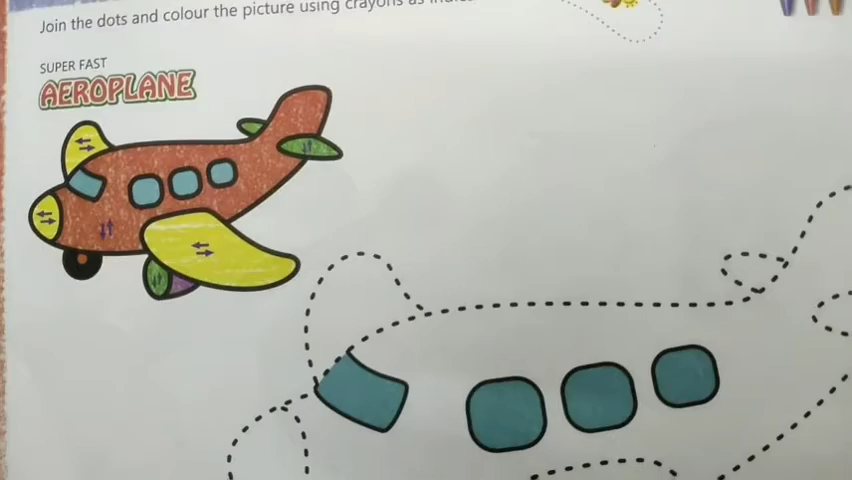 Join the dots and colour the picture using crayons as
SUPER FAST
AEROPLANE